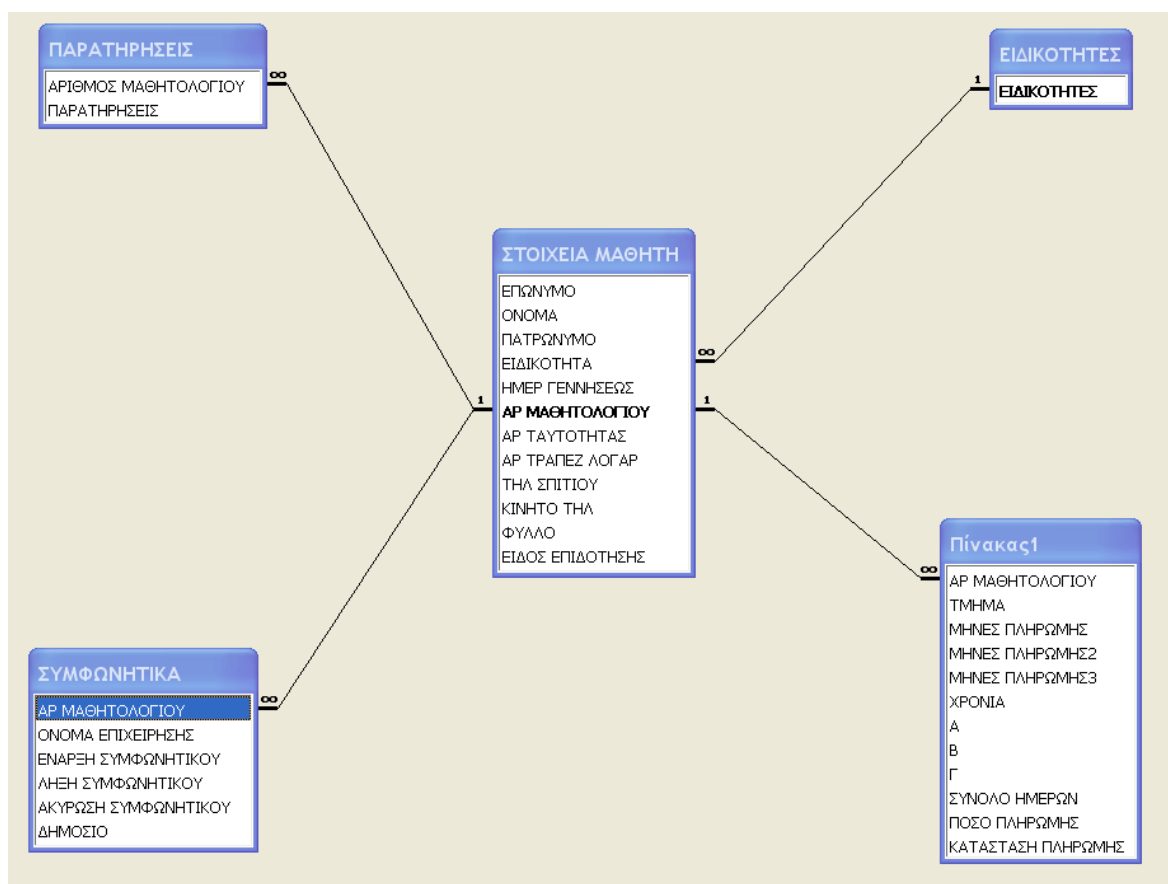 ΠΑΡΑΤΗΡΗΣΕΙΣ
ΑΡΙΘΜΟΣ ΜΑΘΗΤΟΛΟΓΙΟΥ
ΠΑΡΑΤΗΡΗΣΕΙΣ
∞
ΕΙΔΙΚΟΤΗΤΕΣ
1
ΕΙΔΙΚΟΤΗΤΕΣ
ΣΤΟΙΧΕΙΑ ΜΑΘΗΤΗ
ΕΠΩΝΥΜΟ
ΟΝΟΜΑ
ΠΑΤΡΩΝΥΜΟ
ΕΙΔΙΚΟΤΗΤΑ
ΗΜΕΡ ΓΕΝΝΗΣΕΩΣ
ΑΡ ΜΑΘΗΤΟΛΟΓΙΟΥ
ΑΡ ΤΑΥΤΟΤΗΤΑΣ
ΑΡ ΤΡΑΠΕΖ ΛΟΓΑΡ
ΤΗΛ ΣΠΙΤΙΟΥ
ΚΙΝΗΤΟ ΤΗΛ
ΦΥΛΛΟ
ΕΙΔΟΣ ΕΠΙΔΟΤΗΣΗΣ
∞
1
1
ΣΥΜΦΩΝΗΤΙΚΑ
ΑΡ ΜΑΘΗΤΟΛΟΓΙΟΥ
ΟΝΟΜΑ ΕΠΙΧΕΙΡΗΣΗΣ
ΕΝΑΡΞΗ ΣΥΜΦΩΝΗΤΙΚΟΥ
ΛΗΞΗ ΣΥΜΦΩΝΗΤΙΚΟΥ
ΑΚΥΡΩΣΗ ΣΥΜΦΩΝΗΤΙΚΟΥ
ΔΗΜΟΣΙΟ
∞
Πίνακας1
∞
ΑΡ ΜΑΘΗΤΟΛΟΓΙΟΥ
ΤΜΗΜΑ
ΜΗΝΕΣ ΠΛΗΡΩΜΗΣ
ΜΗΝΕΣ ΠΛΗΡΩΜΗΣ2
ΜΗΝΕΣ ΠΛΗΡΩΜΗΣ3
ΧΡΟΝΙΑ
Α
Β
Γ
ΣΥΝΟΛΟ ΗΜΕΡΩΝ
ΠΟΣΟ ΠΛΗΡΩΜΗΣ
ΚΑΤΑΣΤΑΣΗ ΠΛΗΡΩΜΗΣ